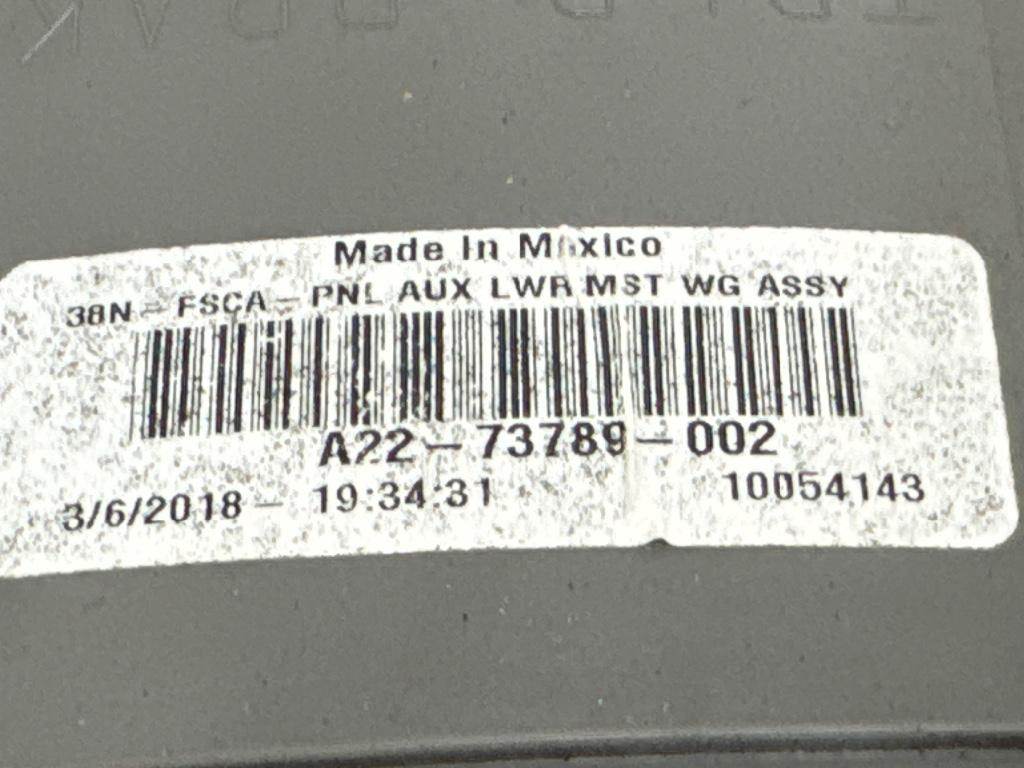 Made In Mexico
38N - FSCA - PNL AUX LWR MST WG ASSY
A22-73789-002
3/6/2018 - 19:34:31 10054143